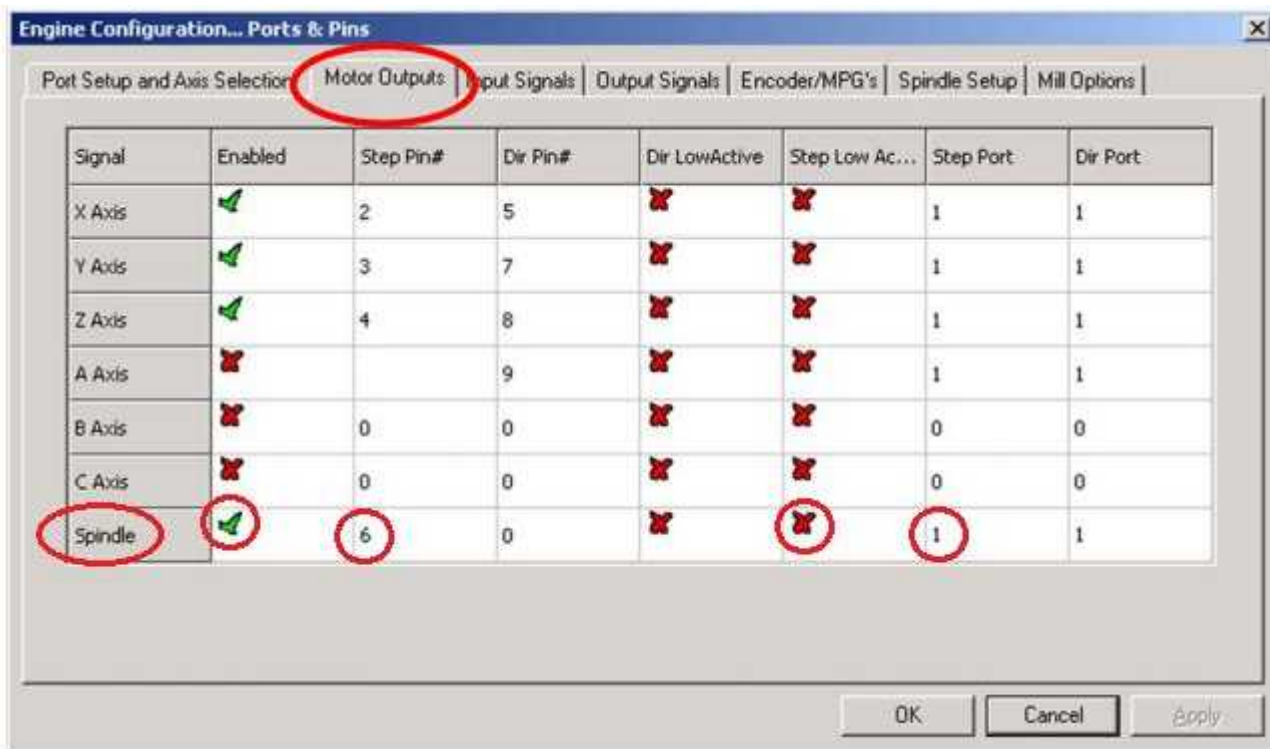 Engine Configuration... Ports & Pins
Port Setup and Axis Selection Motor Outputs Input Signals Output Signals Encoder/MPG's Spindle Setup Mill Options
Signal Enabled Step Pin# Dir Pin# Dir LowActive Step Low Ac... Step Port Dir Port
X Axis 2 5 1 1
Y Axis 3 7 1 1
Z Axis 4 8 1 1
A Axis 9 1 1
B Axis 0 0 0 0
C Axis 0 0 0 0
Spindle 6 0 1 1
OK Cancel Apply